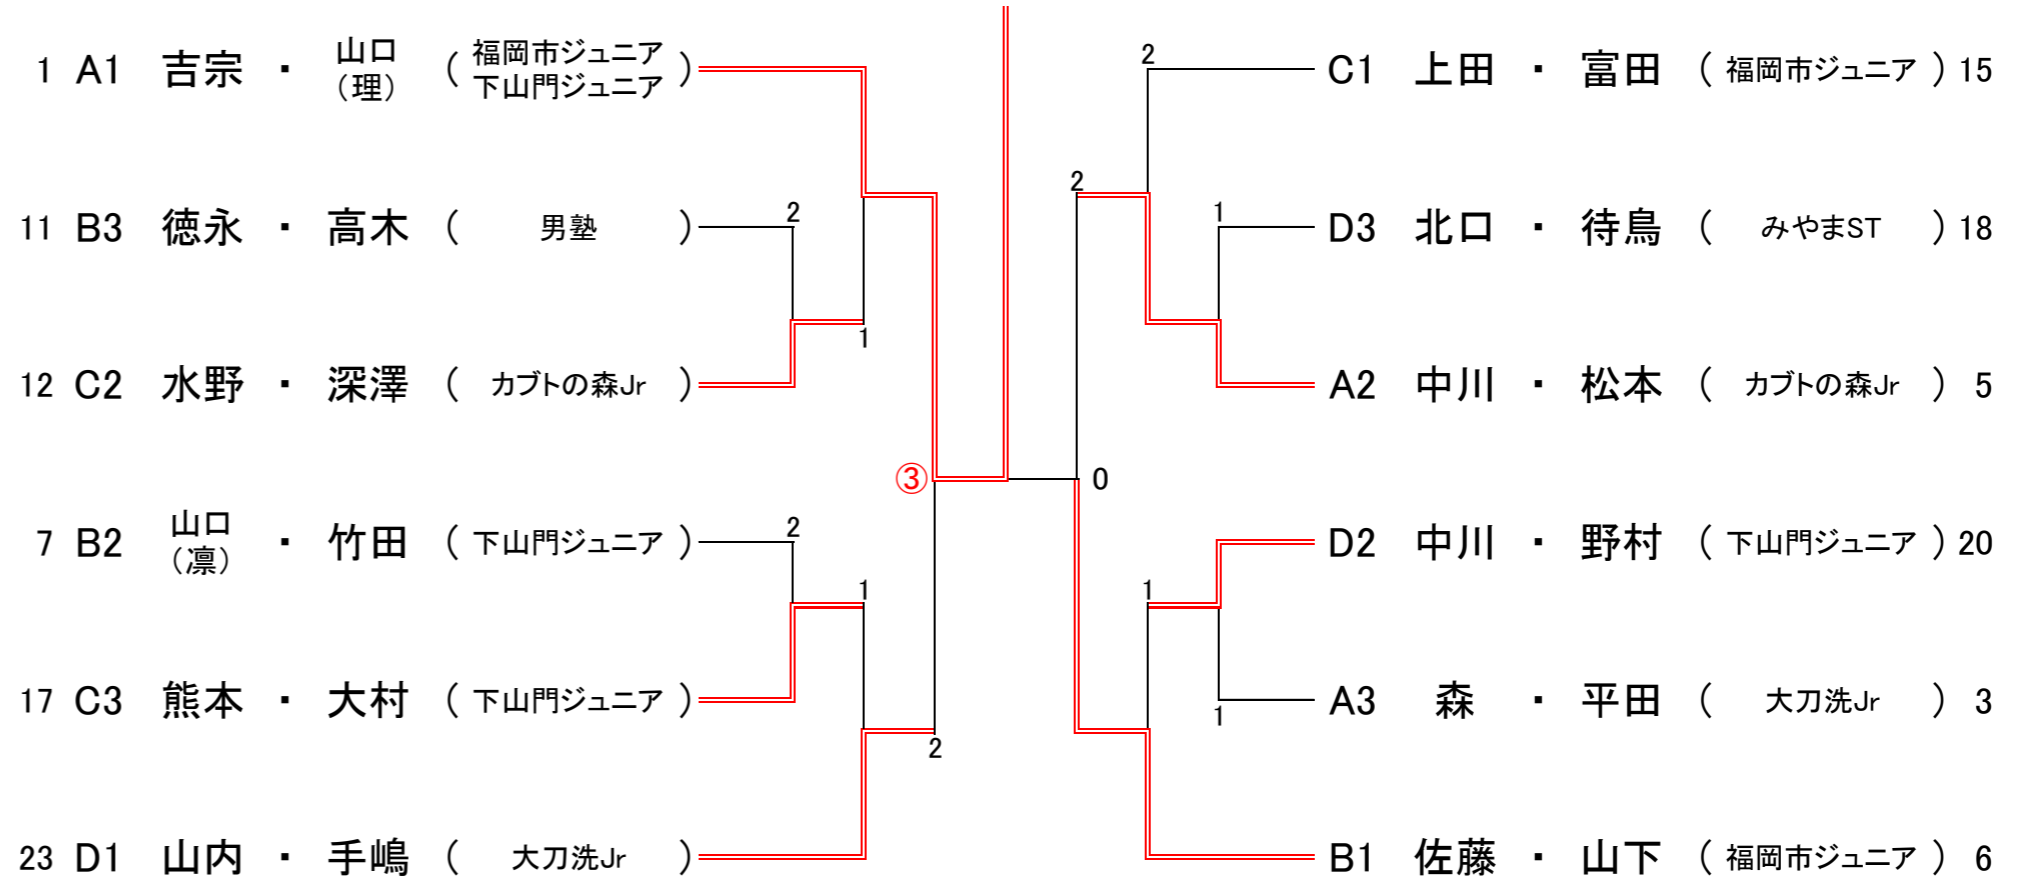 1 A1 吉宗 ・ 山口（理） （ 福岡市ジュニア 下山門ジュニア ）
11 B3 徳永 ・ 高木 （ 男塾 ）
12 C2 水野 ・ 深澤 （ カブトの森Jr ）
7 B2 山口（凛） ・ 竹田 （ 下山門ジュニア ）
17 C3 熊本 ・ 大村 （ 下山門ジュニア ）
23 D1 山内 ・ 手嶋 （ 大刀洗Jr ）
2
1
2
1
③
2
2
2
1
0
1
1
C1 上田 ・ 富田 （ 福岡市ジュニア ） 15
D3 北口 ・ 待鳥 （ みやまST ） 18
A2 中川 ・ 松本 （ カブトの森Jr ） 5
D2 中川 ・ 野村 （ 下山門ジュニア ） 20
A3 森 ・ 平田 （ 大刀洗Jr ） 3
B1 佐藤 ・ 山下 （ 福岡市ジュニア ） 6